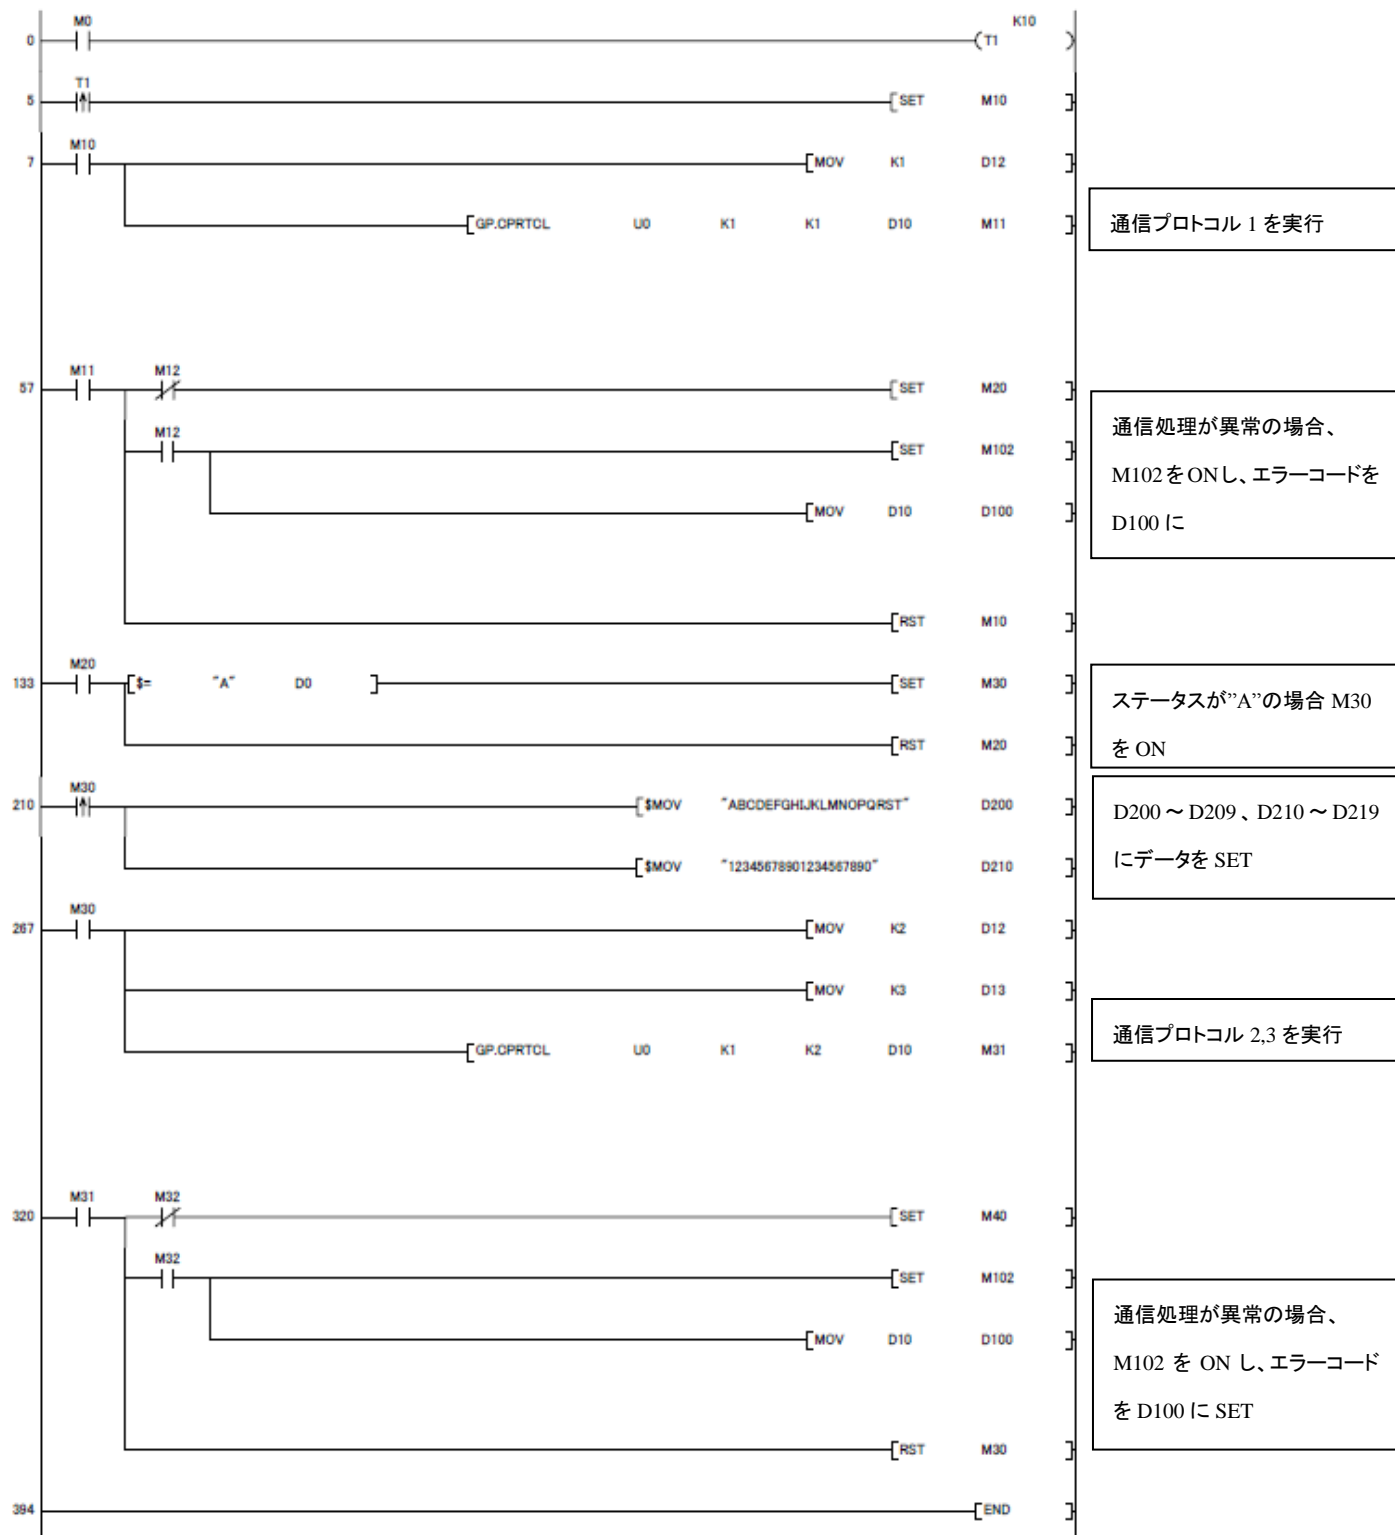 M0 K10
0 (T1 )
T1
5 [SET M10 ]
M10
7 [MOV K1 D12 ]
[GP.CPRTCL U0 K1 K1 D10 M11 ]
通信プロトコル 1 を実行
M11 M12
57 [SET M20 ]
M12
[SET M102 ]
[MOV D10 D100 ]
通信処理が異常の場合、
M102 を ON し、エラーコードを
D100 に
[RST M10 ]
M20
133 [$= "A" D0 ] [SET M30 ]
[RST M20 ]
ステータスが”A”の場合 M30
を ON
M30
210 [$MOV "ABCDEFGHIJKLMNOPQRST" D200
[$MOV "12345678901234567890" D210 ]
D200 ~ D209 、 D210 ~ D219
にデータを SET
M30
267 [MOV K2 D12 ]
[MOV K3 D13 ]
[GP.CPRTCL U0 K1 K2 D10 M31 ]
通信プロトコル 2,3 を実行
M31 M32
320 [SET M40 ]
M32
[SET M102 ]
[MOV D10 D100 ]
通信処理が異常の場合、
M102 を ON し、エラーコード
を D100 に SET
[RST M30 ]
394 [END ]